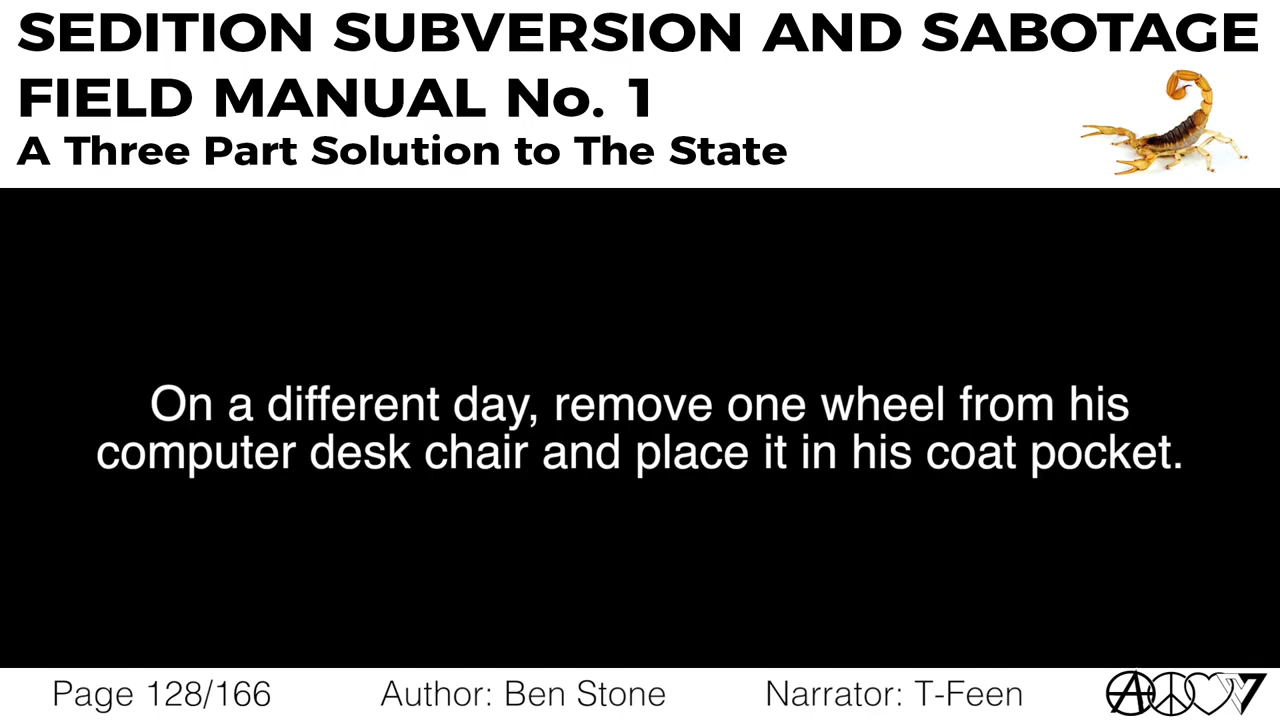 SEDITION SUBVERSION AND SABOTAGE
FIELD MANUAL No. 1
A Three Part Solution to The State
On a different day, remove one wheel from his
computer desk chair and place it in his coat pocket.
Page 128/166 Author: Ben Stone Narrator: T-Feen